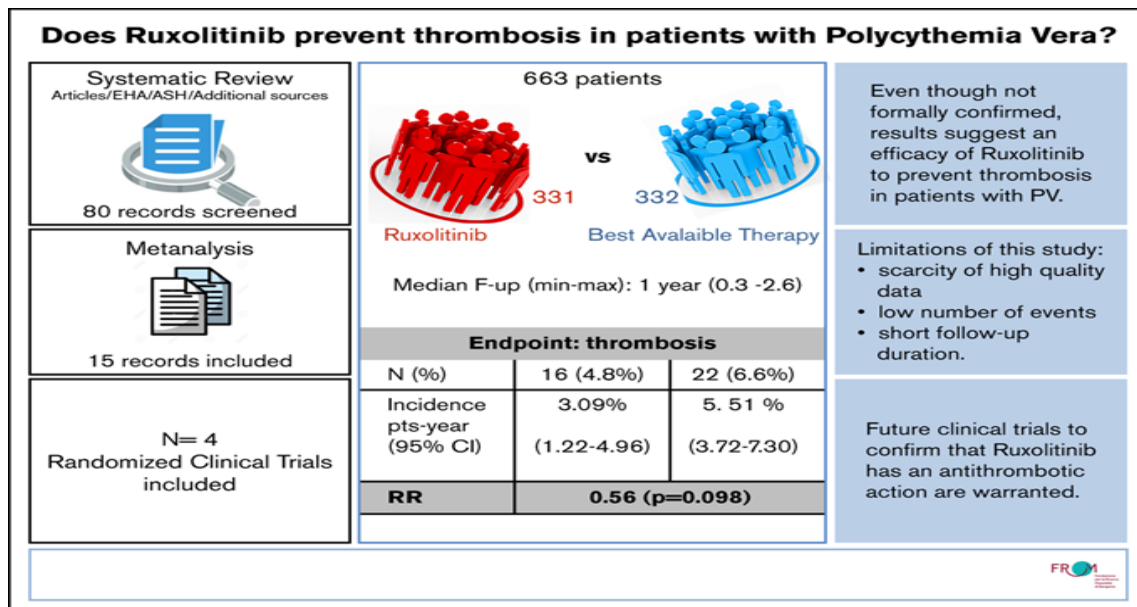 Does Ruxolitinib prevent thrombosis in patients with Polycythemia Vera?
Systematic Review
Articles/EHA/ASH/Additional sources
80 records screened
Metanalysis
15 records included
N= 4
Randomized Clinical Trials
included
663 patients
vs
331
332
Ruxolitinib
Best Avalaible Therapy
Median F-up (min-max): 1 year (0.3 -2.6)
Endpoint: thrombosis
N (%) 16 (4.8%) 22 (6.6%)
Incidence 3.09% 5. 51 %
pts-year
(95% CI) (1.22-4.96) (3.72-7.30)
RR 0.56 (p=0.098)
Even though not
formally confirmed,
results suggest an
efficacy of Ruxolitinib
to prevent thrombosis
in patients with PV.
Limitations of this study:
• scarcity of high quality
data
• low number of events
• short follow-up
duration.
Future clinical trials to
confirm that Ruxolitinib
has an antithrombotic
action are warranted.
FROM